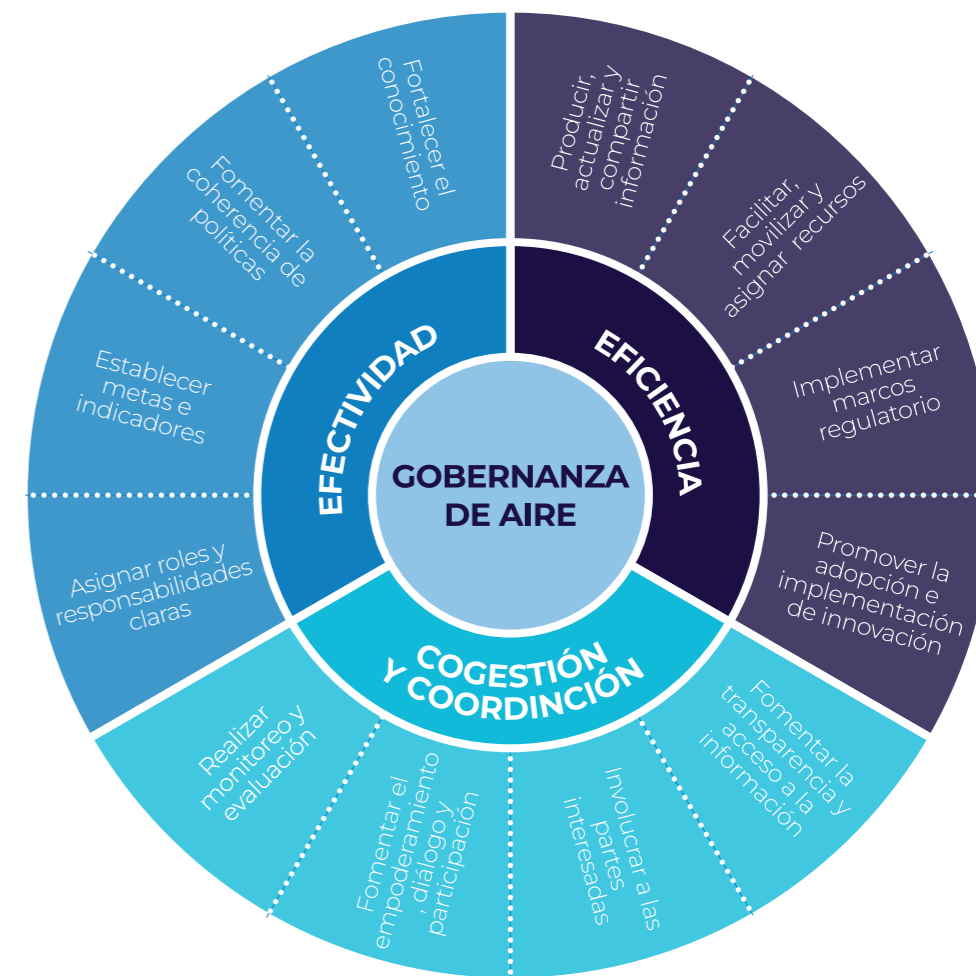 GOBERNANZA
DE AIRE
EFECTIVIDAD
EFICIENCIA
COGESTIÓN
Y COORDINCIÓN
Producir,
actualizar y
compartir
información
Facilitar,
movilizar y
asignar recursos
Implementar
marcos
regulatorio
Promover la
adopción e
implementación
de innovación
Fomentar la
transparencia y
acceso a la
información
Involucrar a las
partes
interesadas
Fomentar el
empoderamiento
, diálogo y
participación
Realizar
monitoreo y
evaluación
Asignar roles y
responsabilidades
claras
Establecer
metas e
indicadores
Fomentar la
coherencia de
políticas
Fortalecer el
conocimiento